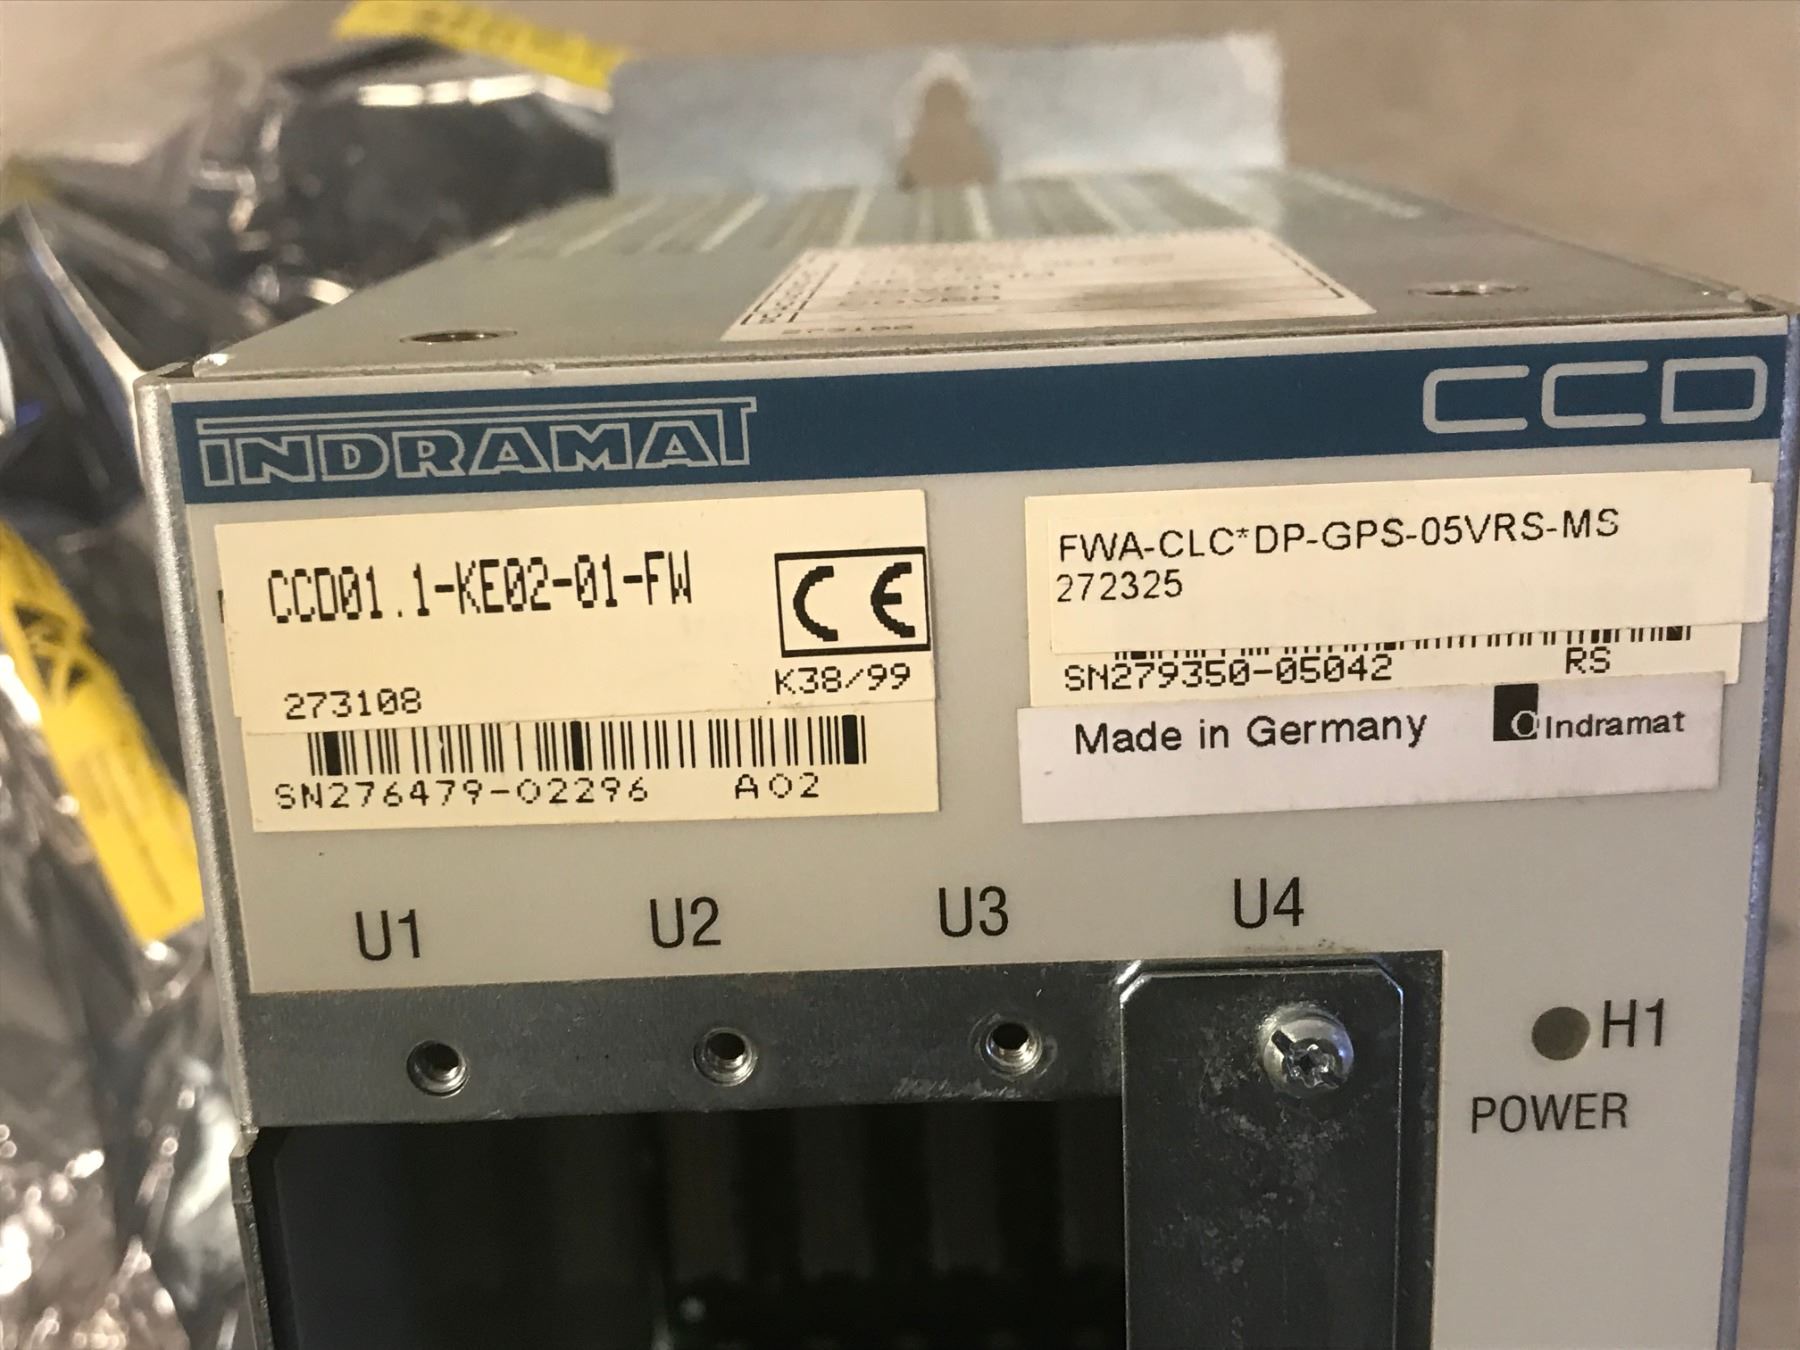 INDRAMAT
CCD
CCD01.1-KE02-01-FW
CE
273108
K38/99
SN276479-02296 A02
FWA-CLC*DP-GPS-05VRS-MS
272325
SN279350-05042 RS
Made in Germany Indramat
U1 U2 U3 U4
H1
POWER